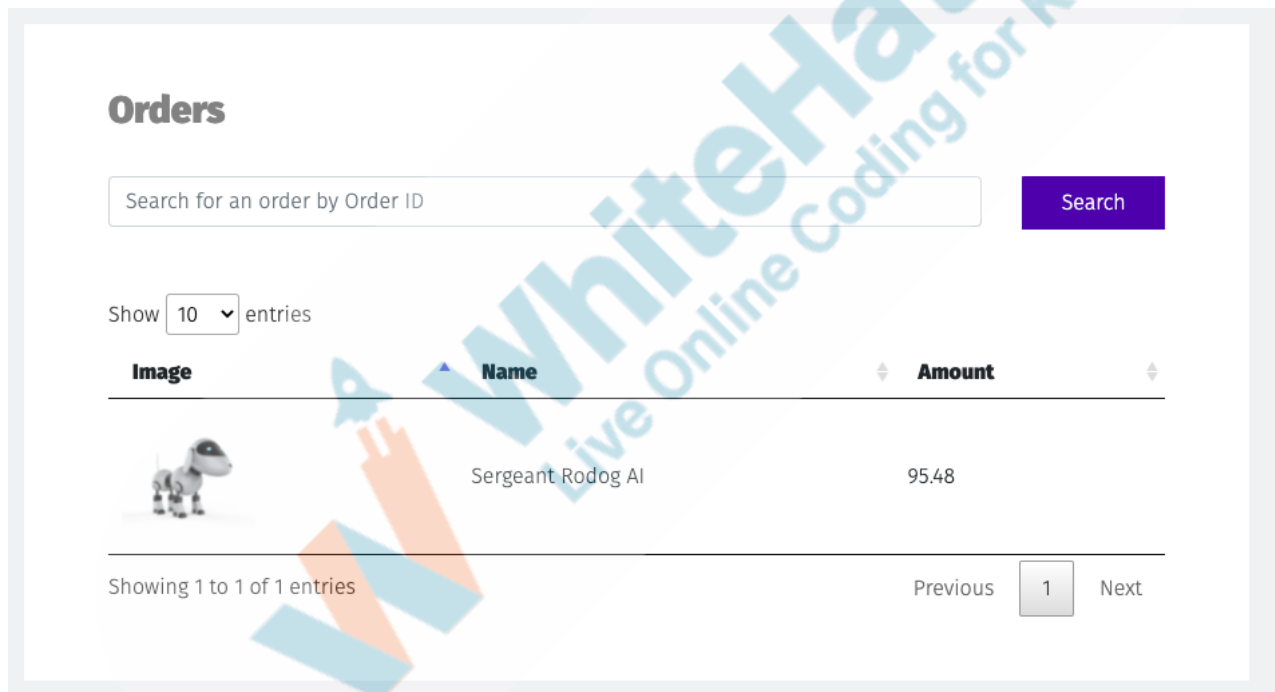 Orders
Search for an order by Order ID
Search
Show 10 entries
Image Name Amount
Sergeant Rodog AI 95.48
Showing 1 to 1 of 1 entries
Previous 1 Next
WhiteHa
Live Online Coding for K